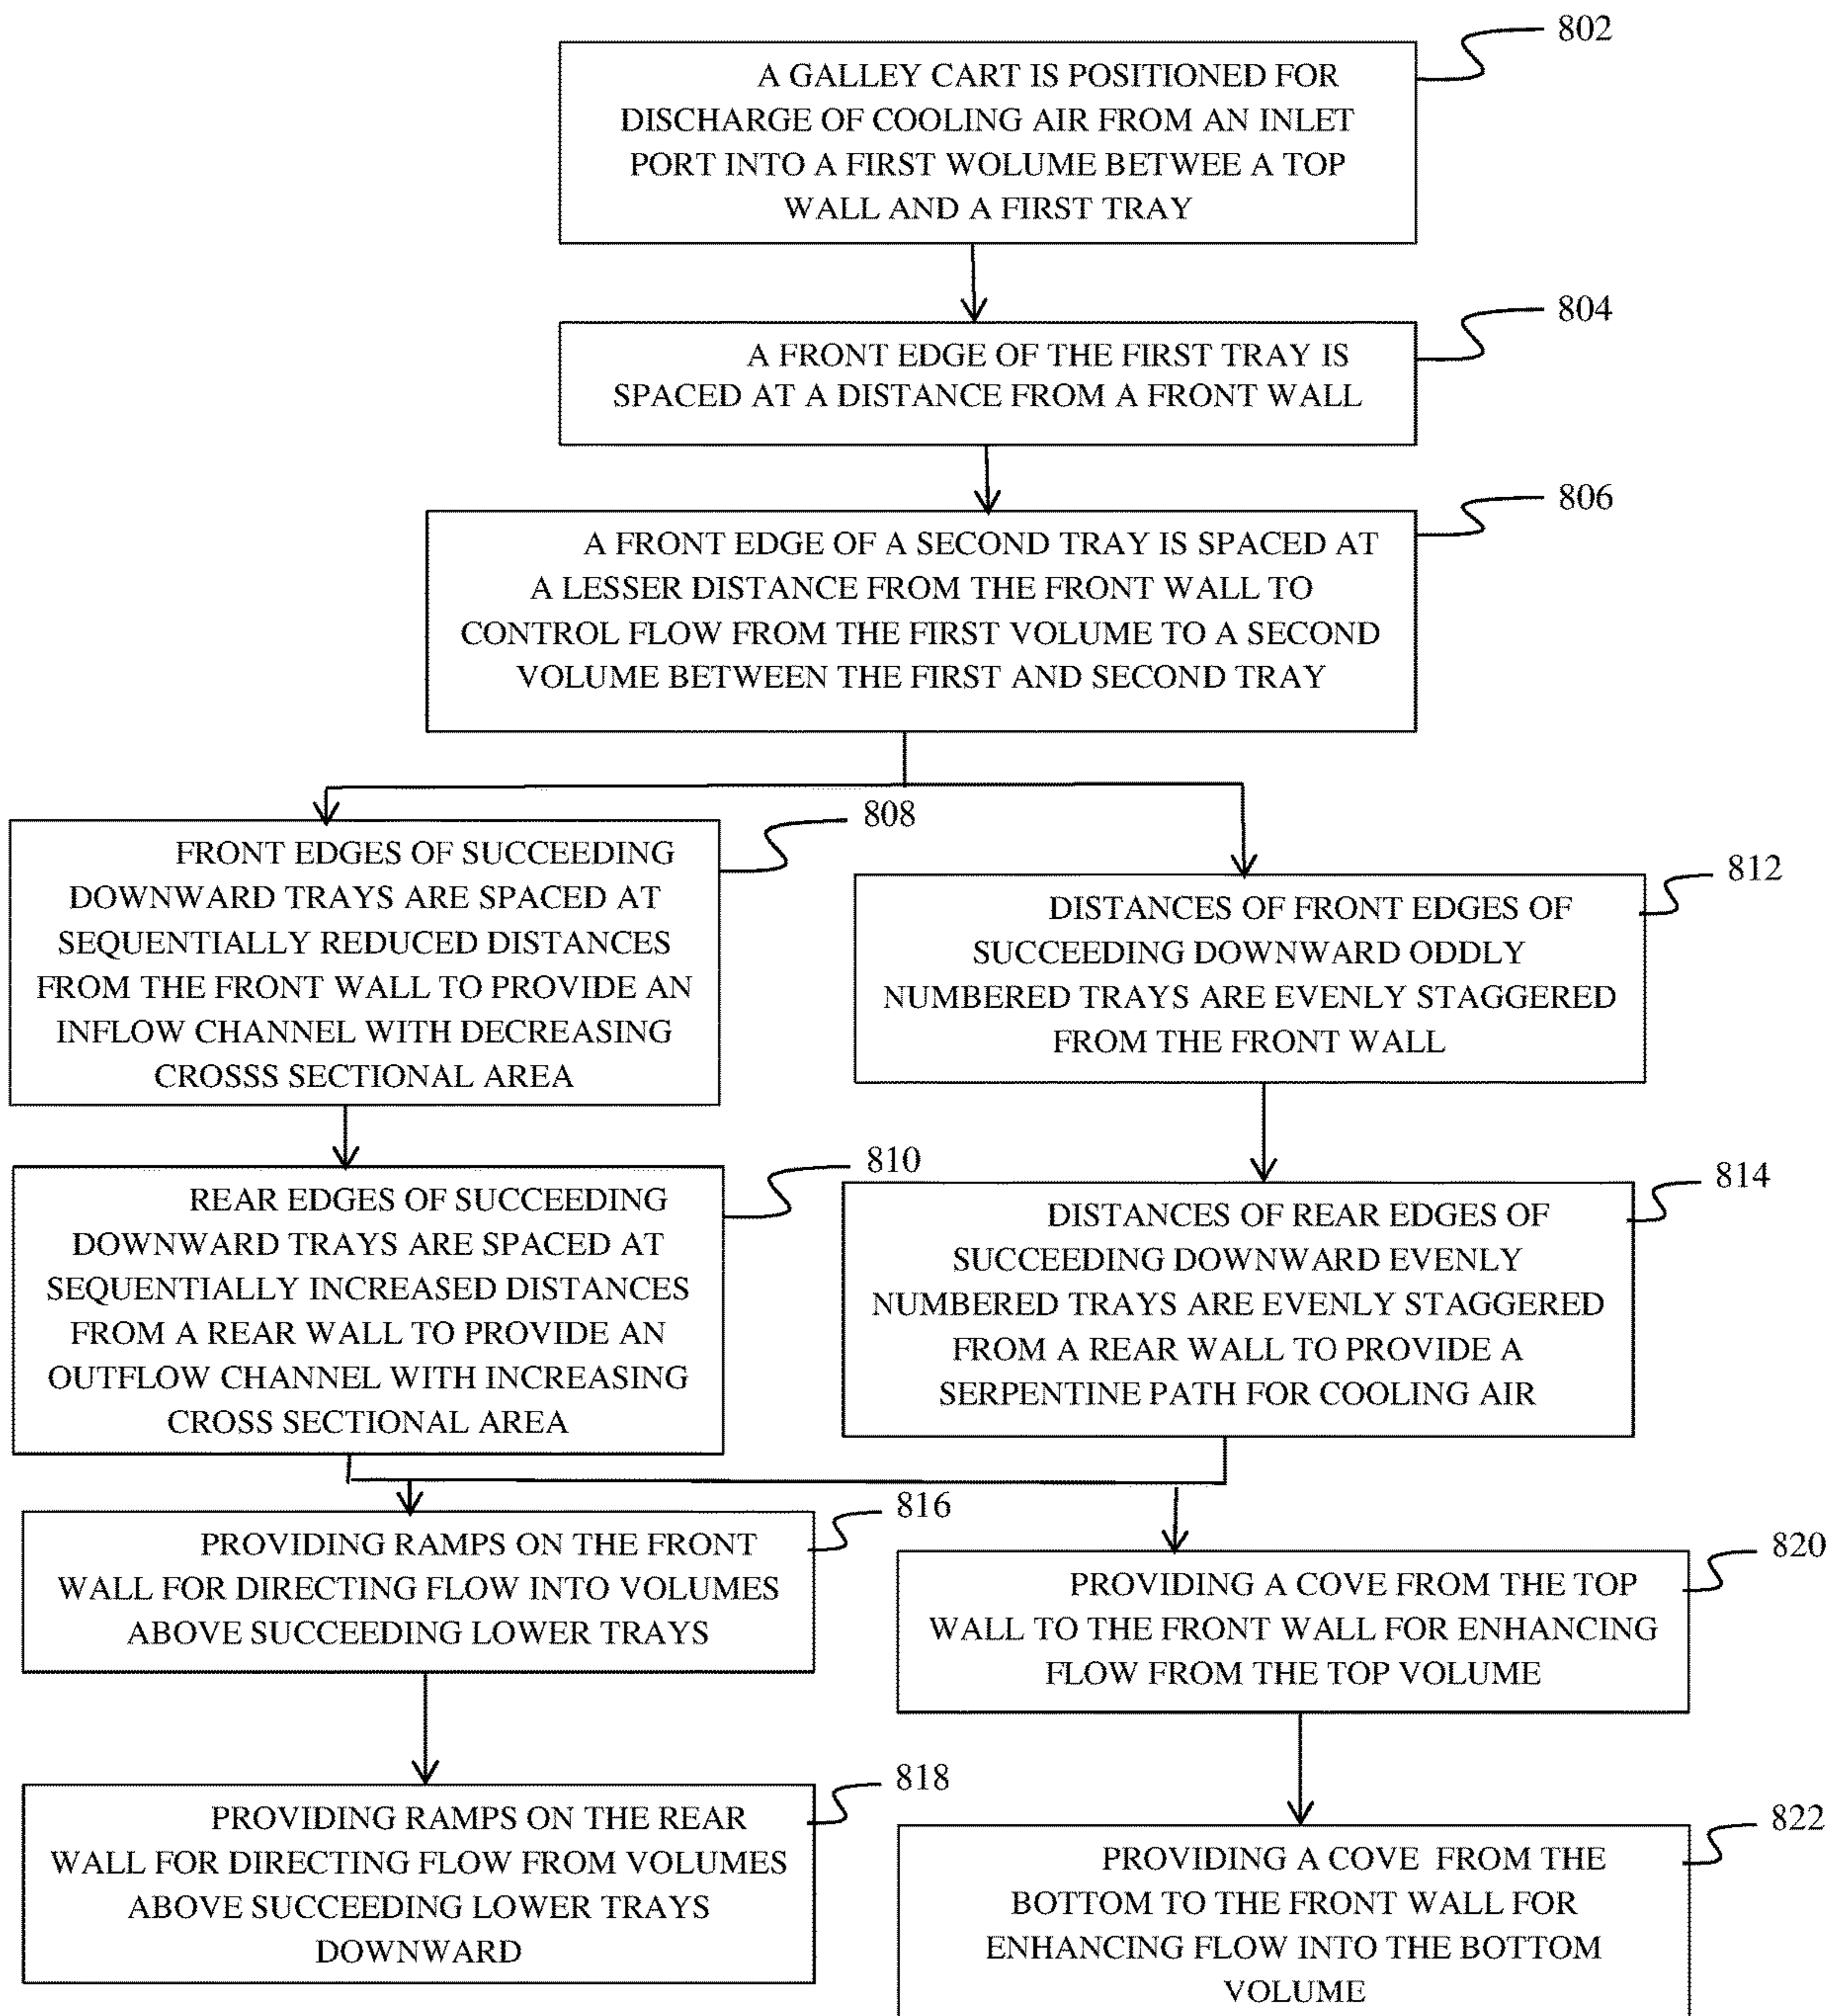 802
A GALLEY CART IS POSITIONED FOR
DISCHARGE OF COOLING AIR FROM AN INLET
PORT INTO A FIRST WOLUME BETWEE A TOP
WALL AND A FIRST TRAY
804
A FRONT EDGE OF THE FIRST TRAY IS
SPACED AT A DISTANCE FROM A FRONT WALL
806
A FRONT EDGE OF A SECOND TRAY IS SPACED AT
A LESSER DISTANCE FROM THE FRONT WALL TO
CONTROL FLOW FROM THE FIRST VOLUME TO A SECOND
VOLUME BETWEEN THE FIRST AND SECOND TRAY
808
FRONT EDGES OF SUCCEEDING
DOWNWARD TRAYS ARE SPACED AT
SEQUENTIALLY REDUCED DISTANCES
FROM THE FRONT WALL TO PROVIDE AN
INFLOW CHANNEL WITH DECREASING
CROSSS SECTIONAL AREA
812
DISTANCES OF FRONT EDGES OF
SUCCEEDING DOWNWARD ODDLY
NUMBERED TRAYS ARE EVENLY STAGGERED
FROM THE FRONT WALL
810
REAR EDGES OF SUCCEEDING
DOWNWARD TRAYS ARE SPACED AT
SEQUENTIALLY INCREASED DISTANCES
FROM A REAR WALL TO PROVIDE AN
OUTFLOW CHANNEL WITH INCREASING
CROSS SECTIONAL AREA
814
DISTANCES OF REAR EDGES OF
SUCCEEDING DOWNWARD EVENLY
NUMBERED TRAYS ARE EVENLY STAGGERED
FROM A REAR WALL TO PROVIDE A
SERPENTINE PATH FOR COOLING AIR
816
PROVIDING RAMPS ON THE FRONT
WALL FOR DIRECTING FLOW INTO VOLUMES
ABOVE SUCCEEDING LOWER TRAYS
820
PROVIDING A COVE FROM THE TOP
WALL TO THE FRONT WALL FOR ENHANCING
FLOW FROM THE TOP VOLUME
818
PROVIDING RAMPS ON THE REAR
WALL FOR DIRECTING FLOW FROM VOLUMES
ABOVE SUCCEEDING LOWER TRAYS
DOWNWARD
822
PROVIDING A COVE FROM THE
BOTTOM TO THE FRONT WALL FOR
ENHANCING FLOW INTO THE BOTTOM
VOLUME